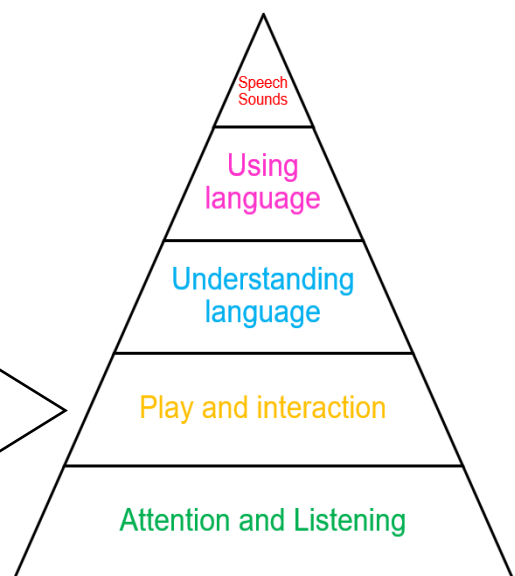 Speech
Sounds
Using
language
Understanding
language
Play and interaction
Attention and Listening